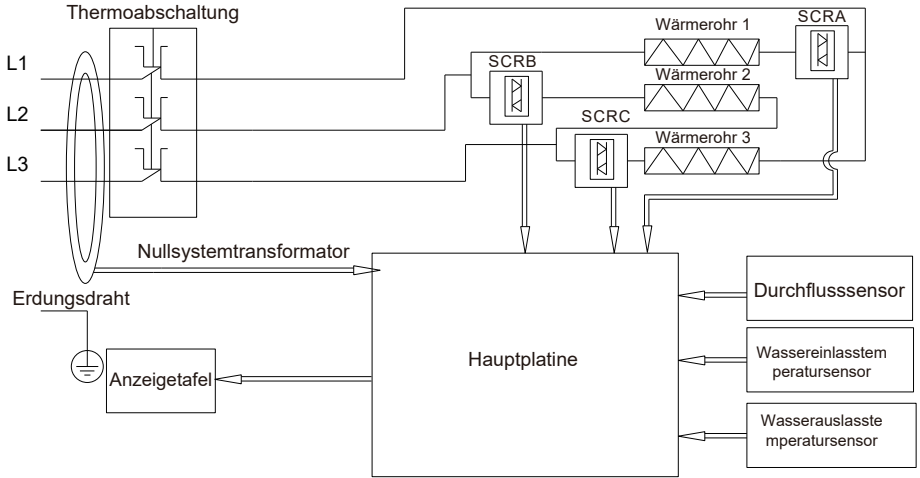 Thermoabschaltung
L1
L2
L3
SCRA
SCRB
SCRC
Wärmerohr 1
Wärmerohr 2
Wärmerohr 3
Nullsystemtransformator
Erdungsdraht
Anzeigetafel
Hauptplatine
Durchflusssensor
Wassereinlasstem
peratursensor
Wasserauslasste
mperatursensor